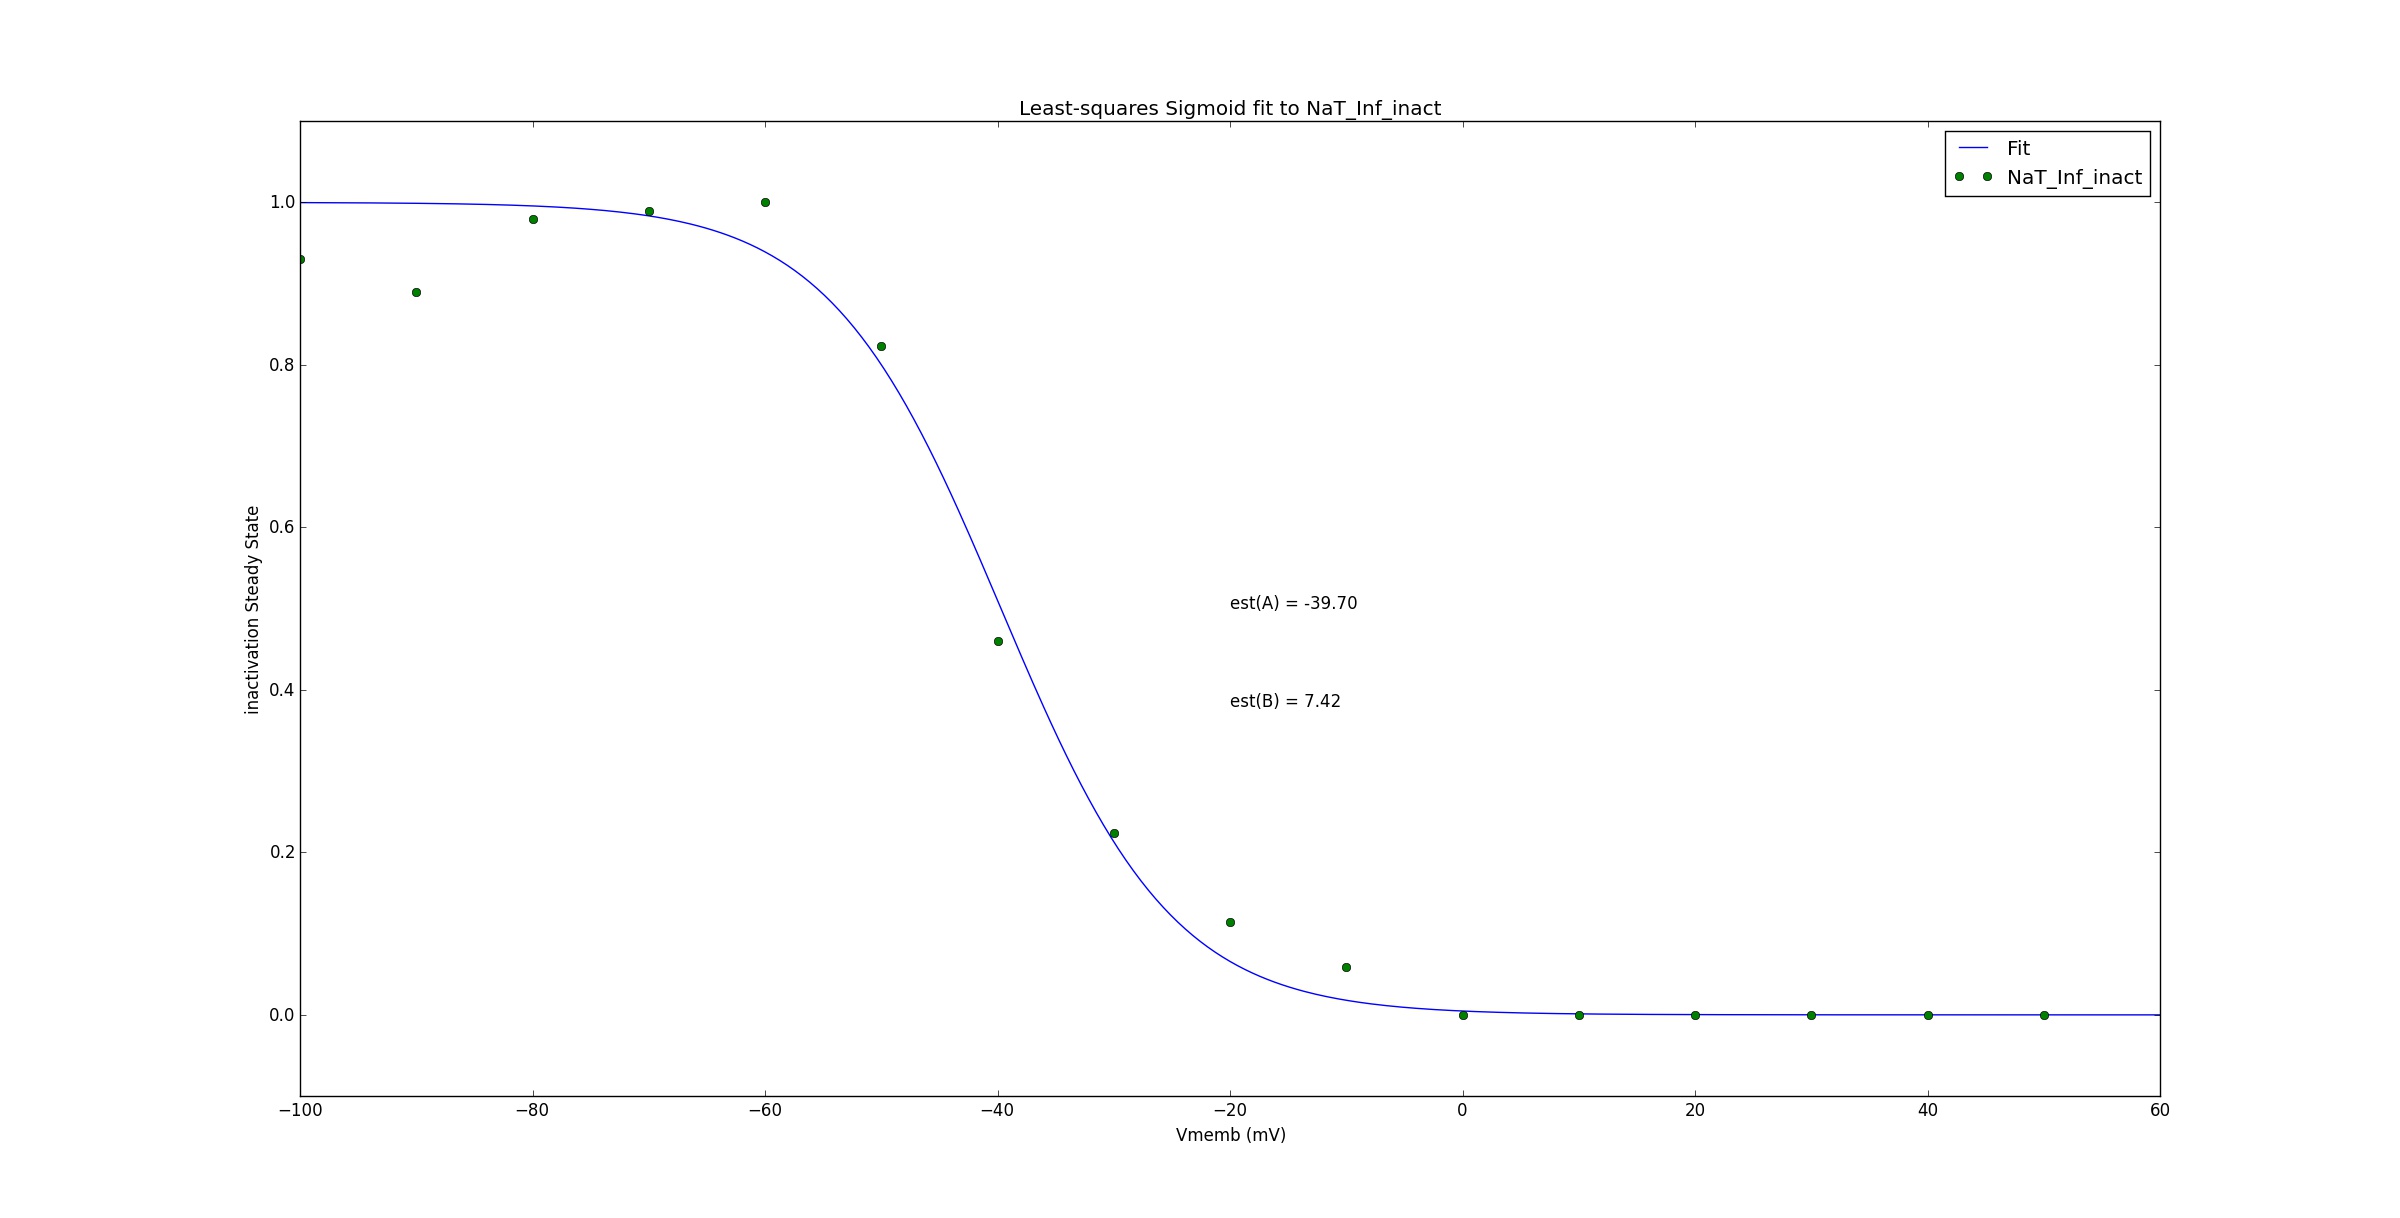 Least-squares Sigmoid fit to NaT_Inf_inact
Fit
NaT_Inf_inact
1.0
0.8
0.6
0.4
0.2
0.0
inactivation Steady State
est(A) = -39.70
est(B) = 7.42
−100 −80 −60 −40 −20 0 20 40 60
Vmemb (mV)